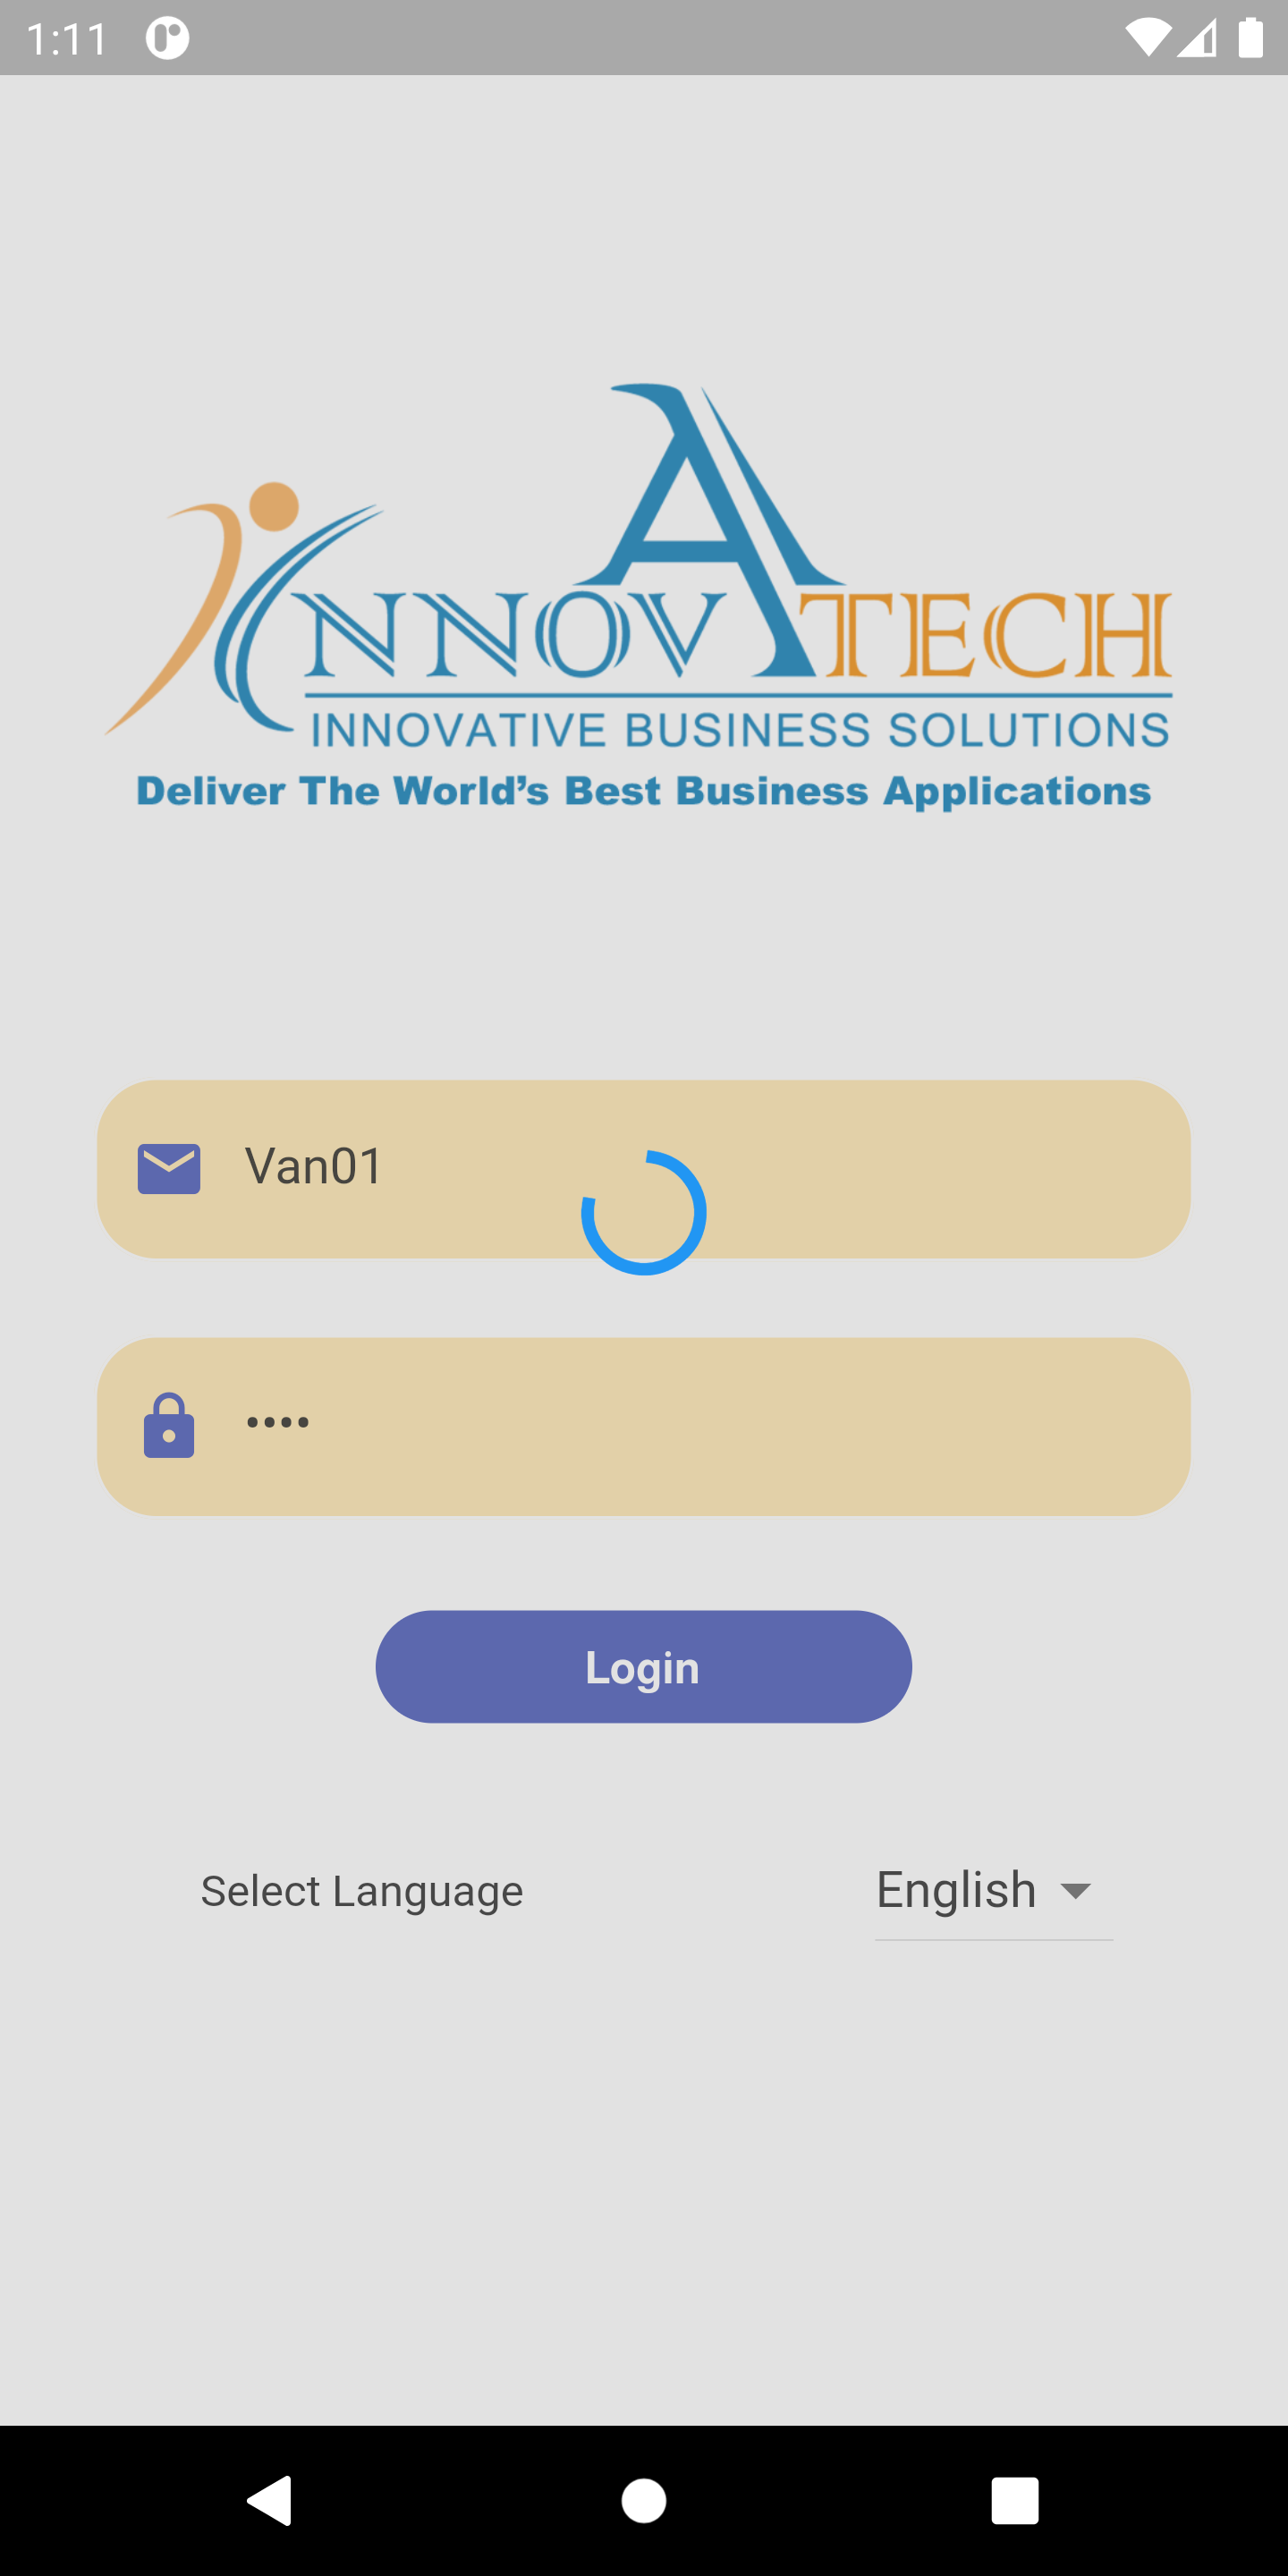 1:11
INNOVATECH
INNOVATIVE BUSINESS SOLUTIONS
Deliver The World's Best Business Applications
Van01
••••
Login
Select Language
English